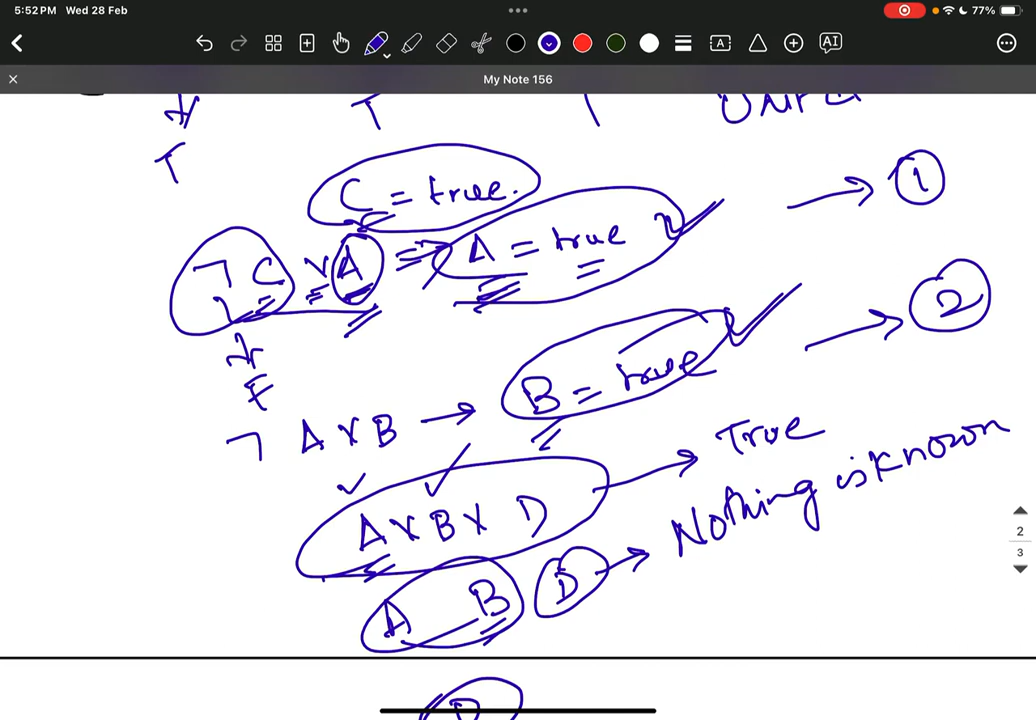 5:52 PM Wed 28 Feb
77%
My Note 156
T
T
C = true.
→ ①
¬ C ∨ A ⇒ A = true
F
→ ②
B = true
¬ A ∨ B →
A ∨ B ∨ D → True
A B D → Nothing is known
2
3